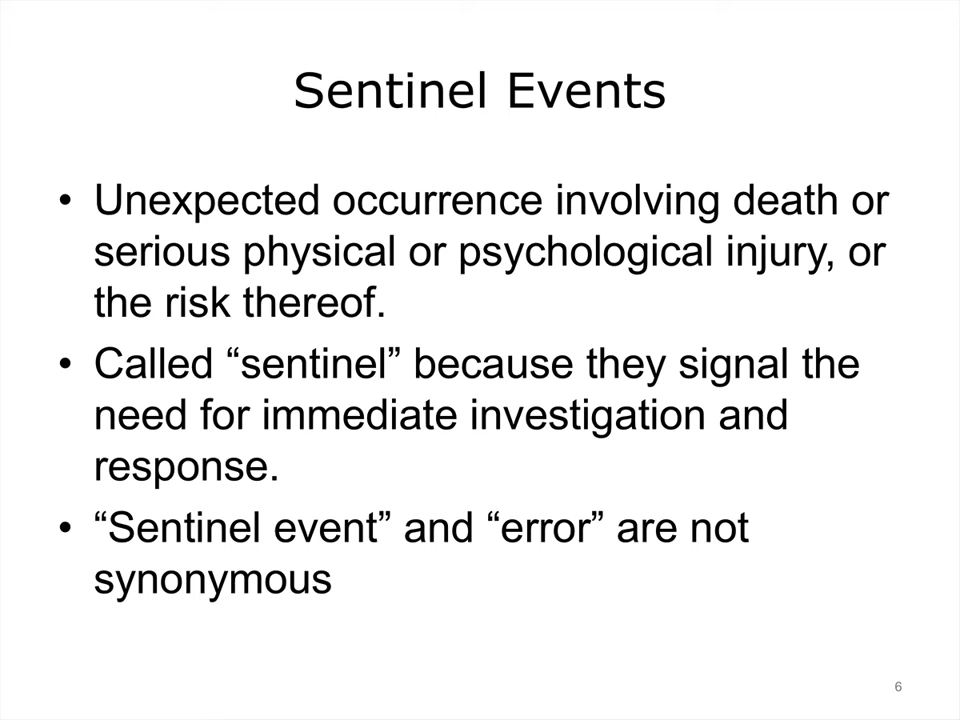 Sentinel Events
• Unexpected occurrence involving death or
serious physical or psychological injury, or
the risk thereof.
• Called “sentinel” because they signal the
need for immediate investigation and
response.
• “Sentinel event” and “error” are not
synonymous
6